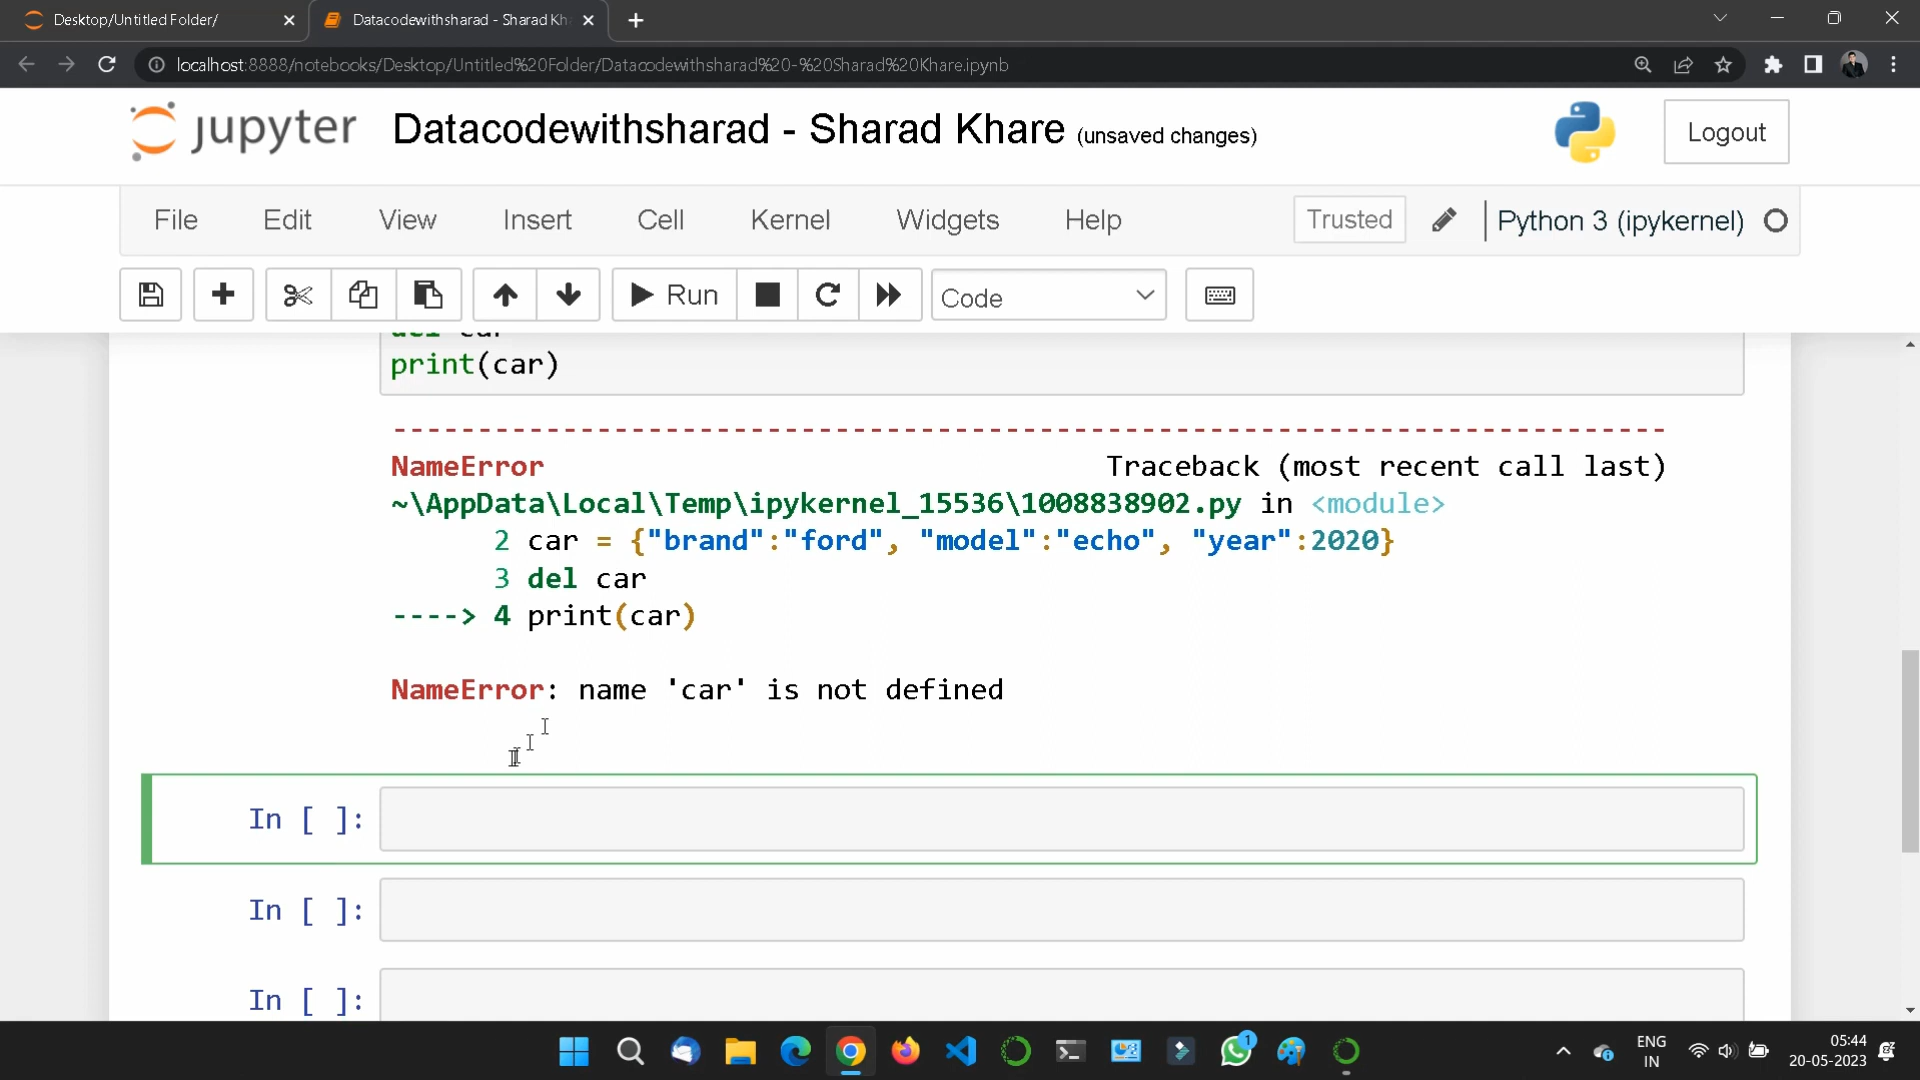 Desktop/Untitled Folder/
Datacodewithsharad - Sharad Kh
localhost:8888/notebooks/Desktop/Untitled%20Folder/Datacodewithsharad%20-%20Sharad%20Khare.ipynb
jupyter Datacodewithsharad - Sharad Khare (unsaved changes) Logout
File Edit View Insert Cell Kernel Widgets Help Trusted Python 3 (ipykernel)
Run Code
del car
print(car)
---------------------------------------------------------------------------
NameError Traceback (most recent call last)
~\AppData\Local\Temp\ipykernel_15536\1008838902.py in <module>
2 car = {"brand":"ford", "model":"echo", "year":2020}
3 del car
----> 4 print(car)
NameError: name 'car' is not defined
In [ ]:
In [ ]:
In [ ]:
1
ENG
IN
05:44
20-05-2023